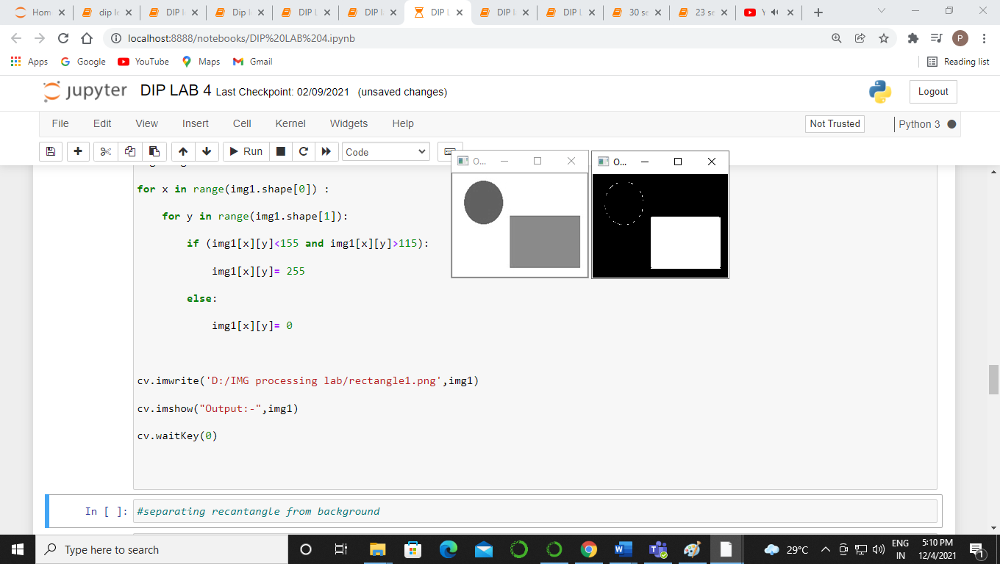 Hom
dip le
DIP l
Dip l
DIP L
DIP l
DIP L
DIP l
DIP L
30 se
23 se
localhost:8888/notebooks/DIP%20LAB%204.ipynb
P
Apps Google YouTube Maps Gmail Reading list
jupyter DIP LAB 4 Last Checkpoint: 02/09/2021 (unsaved changes) Logout
File Edit View Insert Cell Kernel Widgets Help Not Trusted Python 3
Run Code
O... O...
for x in range(img1.shape[0]) :
for y in range(img1.shape[1]):
if (img1[x][y]<155 and img1[x][y]>115):
img1[x][y]= 255
else:
img1[x][y]= 0
cv.imwrite('D:/IMG processing lab/rectangle1.png',img1)
cv.imshow("Output:-",img1)
cv.waitKey(0)
In [ ]: #separating recantangle from background
Type here to search 29°C ENG 5:10 PM
IN 12/4/2021 1